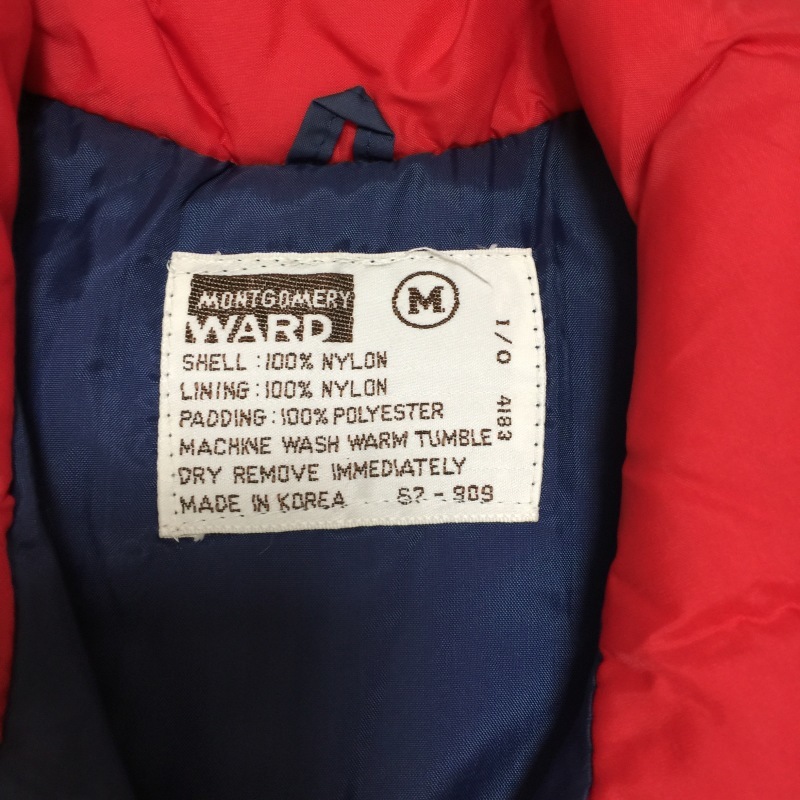 MONTGOMERY
WARD
M
SHELL : 100% NYLON
LINING : 100% NYLON
PADDING : 100% POLYESTER
MACHINE WASH WARM TUMBLE
DRY REMOVE IMMEDIATELY
MADE IN KOREA
1/0 4183